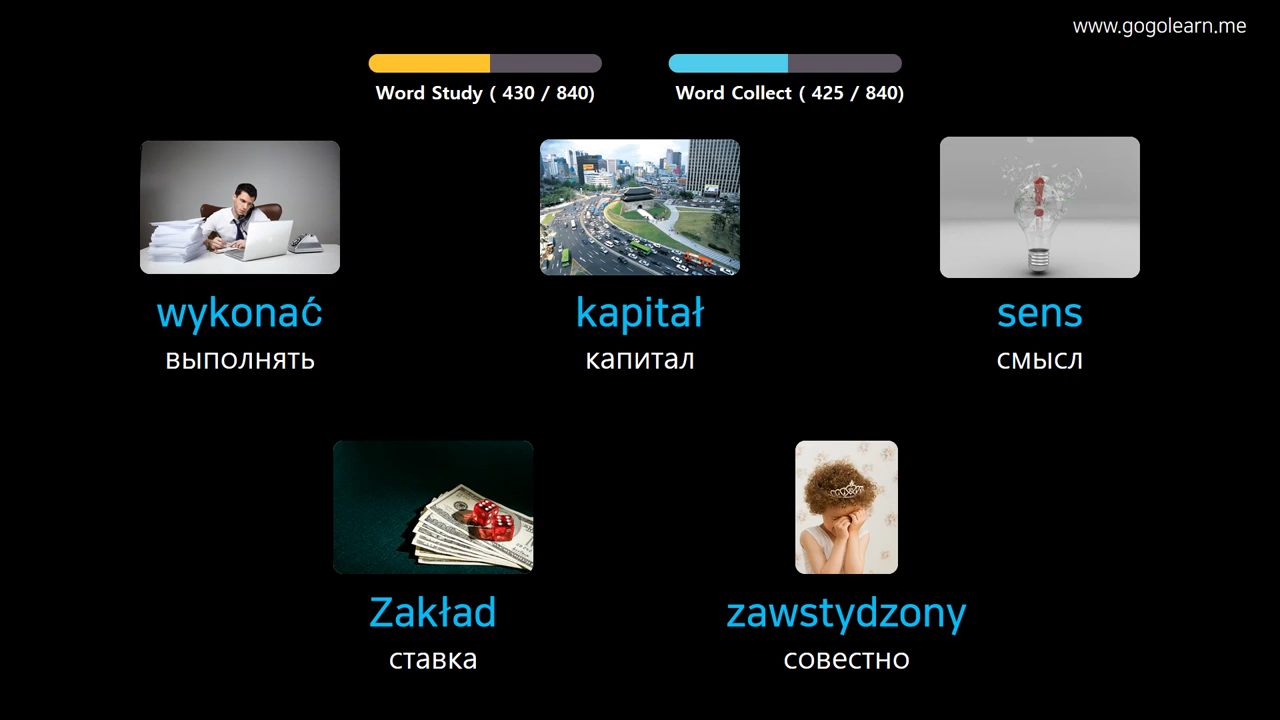 www.gogolearn.me
Word Study ( 430 / 840)
Word Collect ( 425 / 840)
wykonać
выполнять
kapitał
капитал
sens
смысл
Zakład
ставка
zawstydzony
совестно